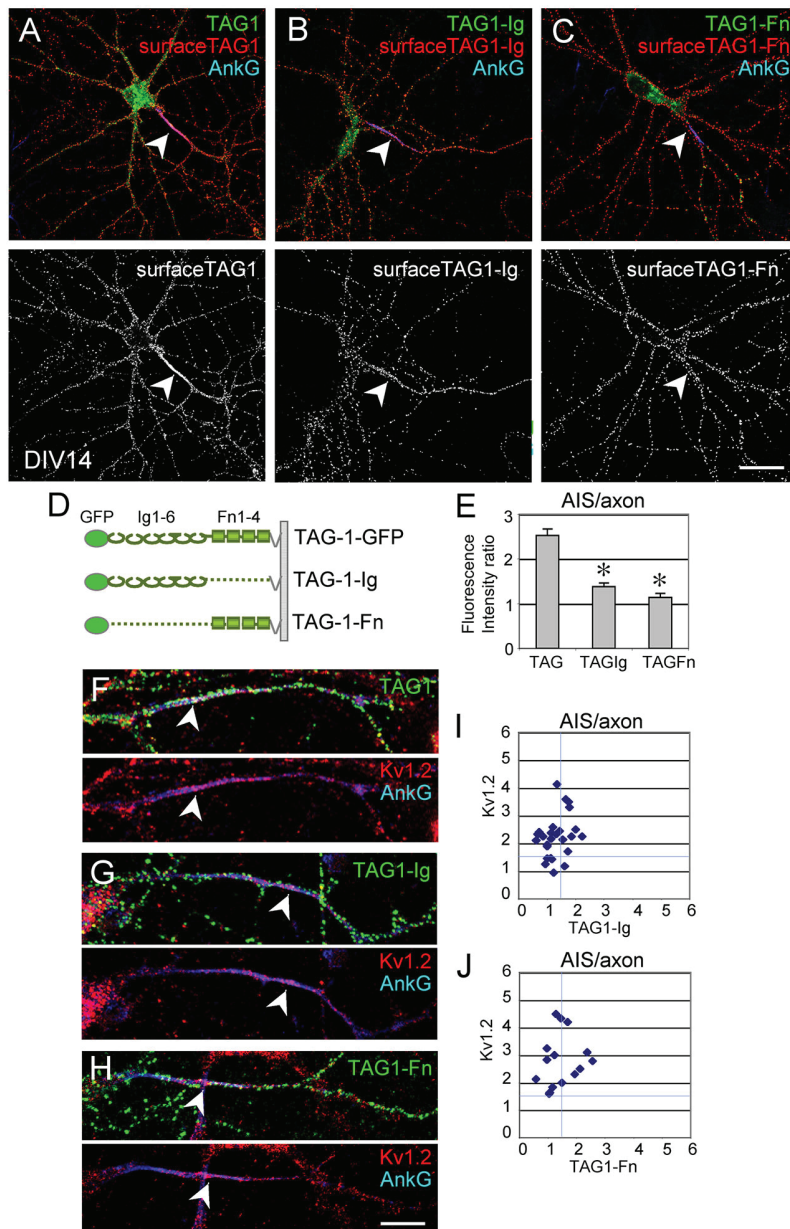 A
TAG1
surfaceTAG1
AnkG
B
TAG1-Ig
surfaceTAG1-Ig
AnkG
C
TAG1-Fn
surfaceTAG1-Fn
AnkG
surfaceTAG1
DIV14
surfaceTAG1-Ig
surfaceTAG1-Fn
D
GFP Ig1-6 Fn1-4
TAG-1-GFP
TAG-1-Ig
TAG-1-Fn
E
AIS/axon
Fluorescence
Intensity ratio
3
2
1
0
* *
TAG TAGIg TAGFn
F
TAG1
Kv1.2
AnkG
G
TAG1-Ig
Kv1.2
AnkG
H
TAG1-Fn
Kv1.2
AnkG
I
AIS/axon
Kv1.2
6
5
4
3
2
1
0
0 1 2 3 4 5 6
TAG1-Ig
J
AIS/axon
Kv1.2
6
5
4
3
2
1
0
0 1 2 3 4 5 6
TAG1-Fn